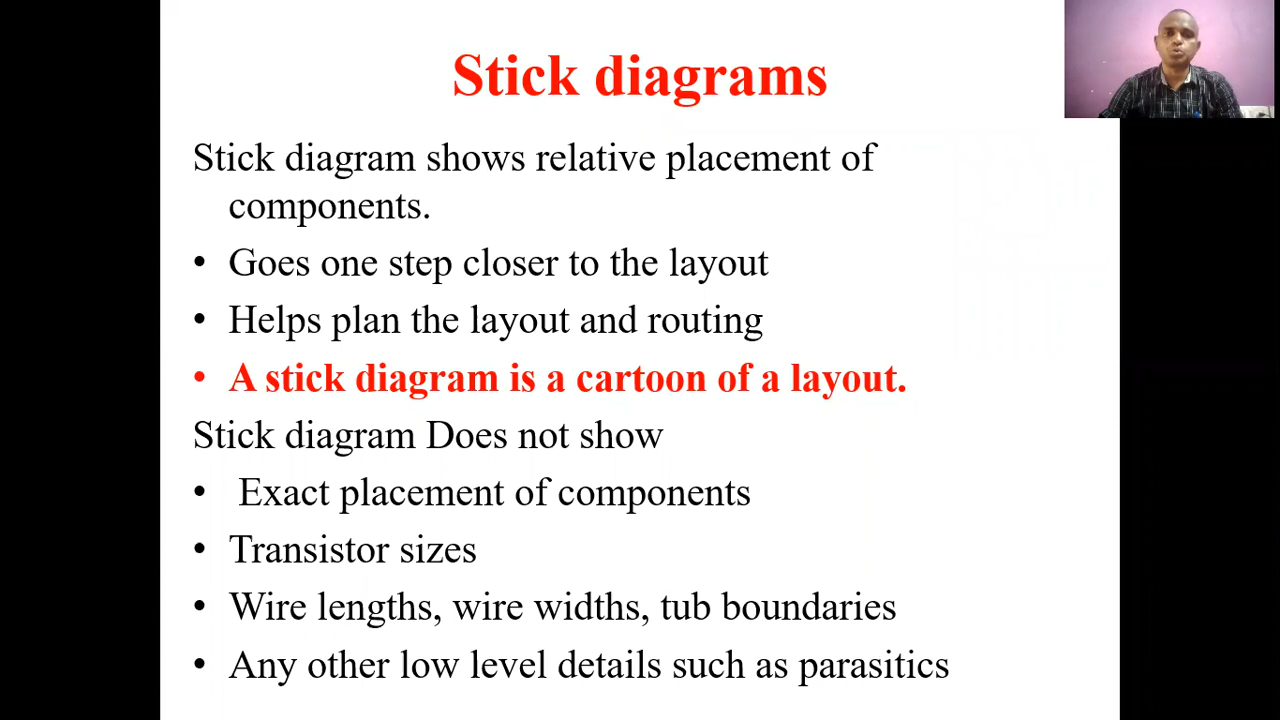 Stick diagrams
Stick diagram shows relative placement of
components.
• Goes one step closer to the layout
• Helps plan the layout and routing
• A stick diagram is a cartoon of a layout.
Stick diagram Does not show
• Exact placement of components
• Transistor sizes
• Wire lengths, wire widths, tub boundaries
• Any other low level details such as parasitics